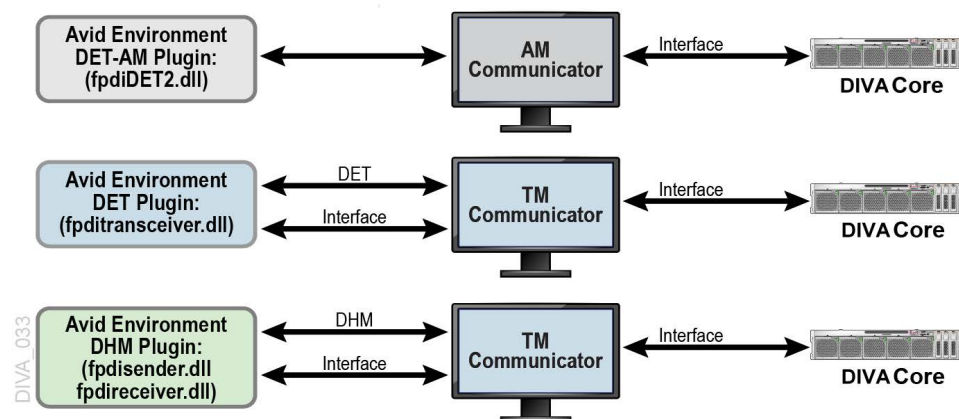 Avid Environment
DET-AM Plugin:
(fpdiDET2.dll)
AM
Communicator
Interface
DIVA Core
Avid Environment
DET Plugin:
(fpditransceiver.dll)
DET
Interface
TM
Communicator
Interface
DIVA Core
Avid Environment
DHM Plugin:
(fpdisender.dll
fpdireceiver.dll)
DHM
Interface
TM
Communicator
Interface
DIVA Core
DIVA_033